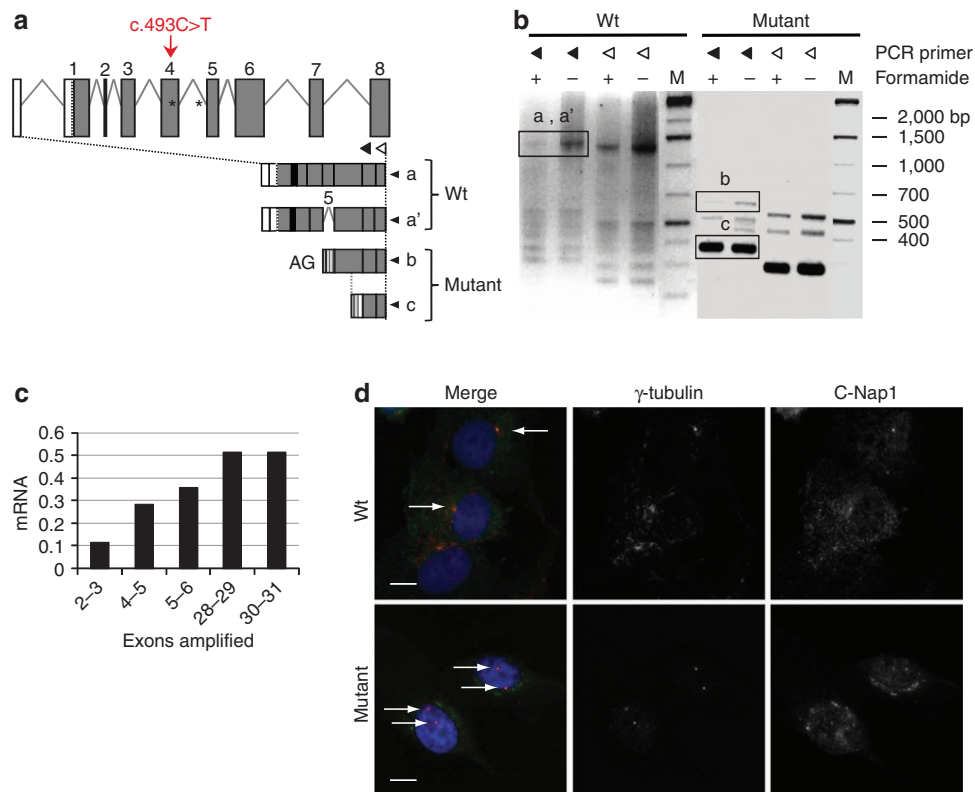 a
c.493C>T
1 2 3 4 5 6 7 8
* *
a
5
a'
Wt
AG
b
c
Mutant
b
Wt Mutant
PCR primer
+ − + − + − + − Formamide
M M
a , a'
b
c
2,000 bp
1,500
1,000
700
500
400
c
mRNA
0.6
0.5
0.4
0.3
0.2
0.1
0
2–3 4–5 5–6 28–29 30–31
Exons amplified
d
Merge γ-tubulin C-Nap1
Wt
Mutant